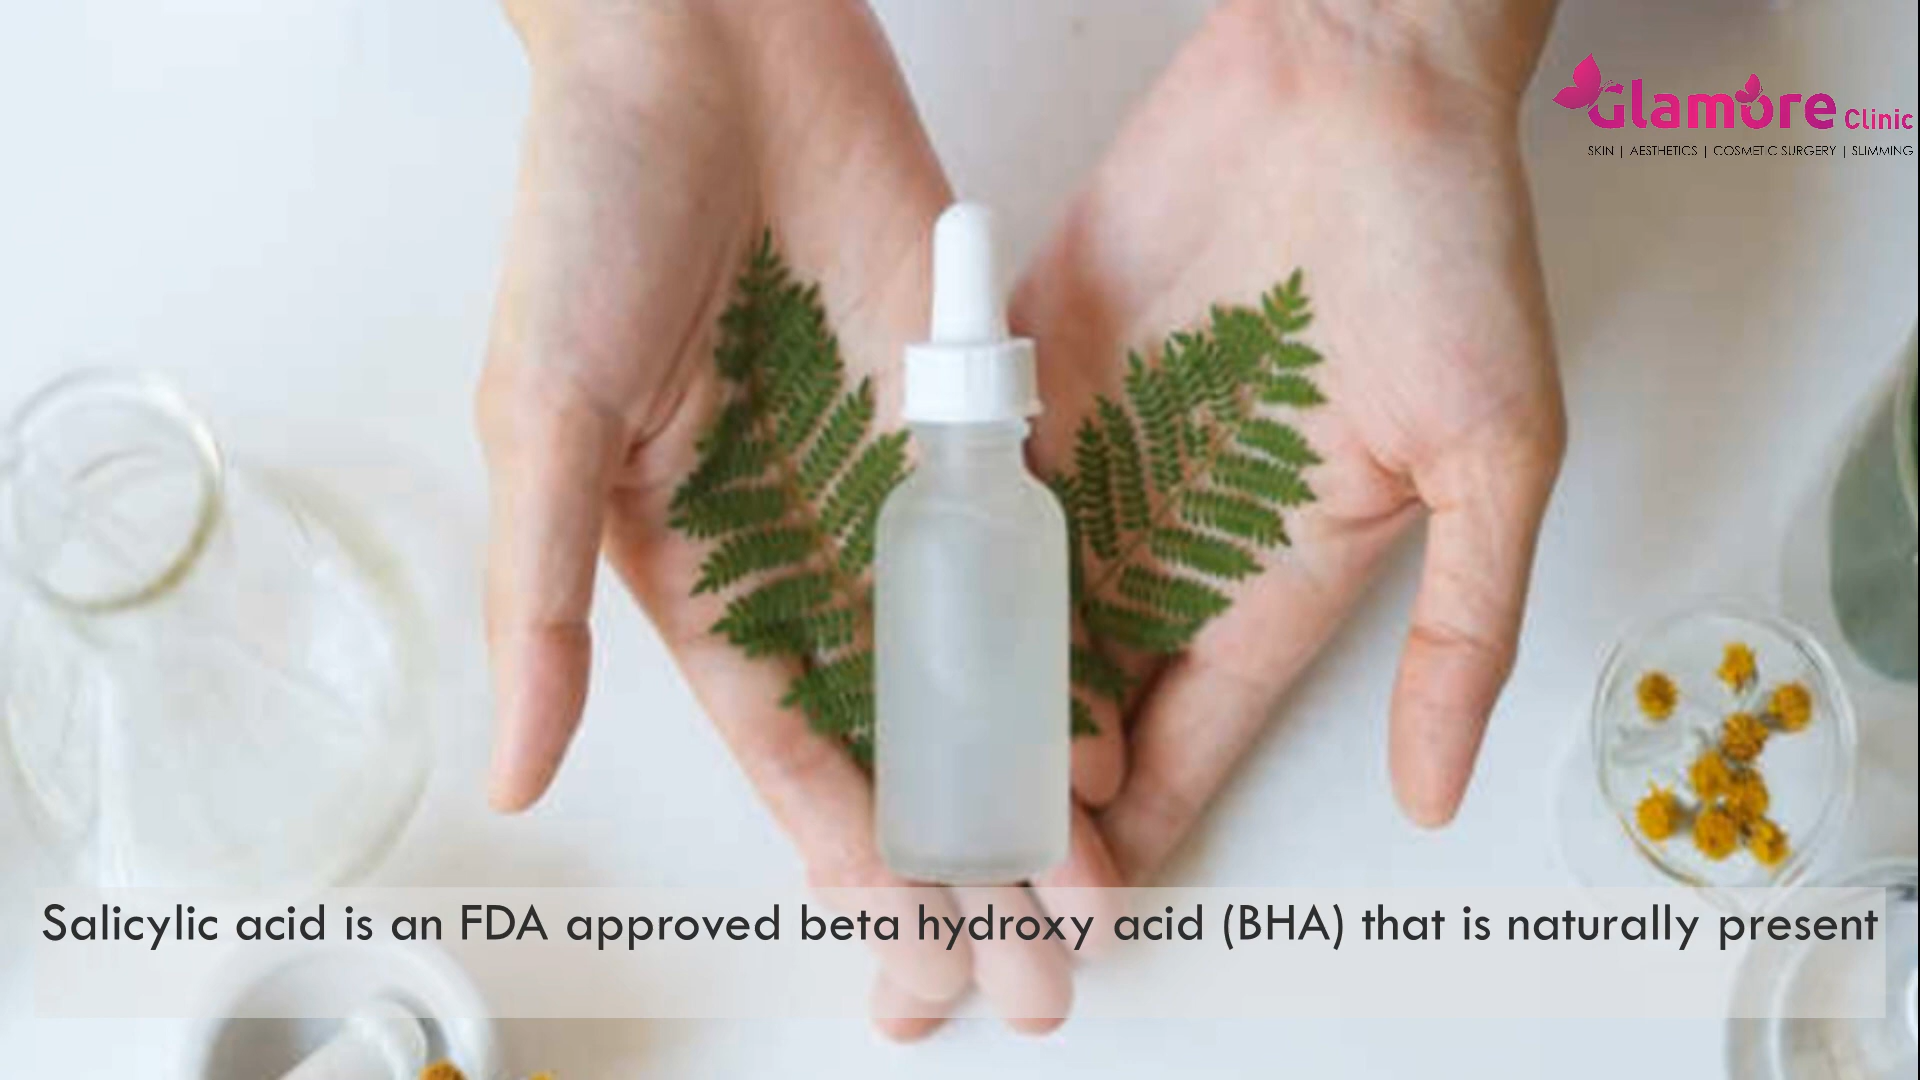 Glamore Clinic
SKIN | AESTHETICS | COSMETIC SURGERY | SLIMMING
Salicylic acid is an FDA approved beta hydroxy acid (BHA) that is naturally present